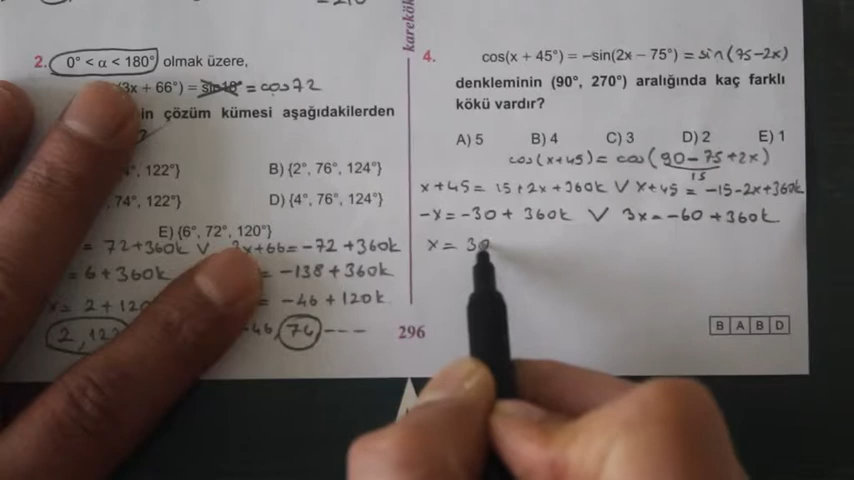 karekök
2. 0° < α < 180° olmak üzere,
(3x + 66°) = sin18° = cos72
in çözüm kümesi aşağıdakilerden
?
, 122°}
B) {2°, 76°, 124°}
74°, 122°}
D) {4°, 76°, 124°}
E) {6°, 72°, 120°}
= 72+360k ∨ 3x+66=-72+360k
= 6+360k
= -138+360k
x= 2+120
= -46+120k
2, 122
-46, 76 ----
4. cos(x + 45°) = –sin(2x – 75°) = sin(75-2x)
denkleminin (90°, 270°) aralığında kaç farklı
kökü vardır?
A) 5 B) 4 C) 3 D) 2 E) 1
cos(x+45)= cos(90-75+2x)
15
x+45= 15+2x+360k ∨ x+45=-15-2x+360k
-x=-30+360k ∨ 3x=-60+360k
x= 30
296
B A B D